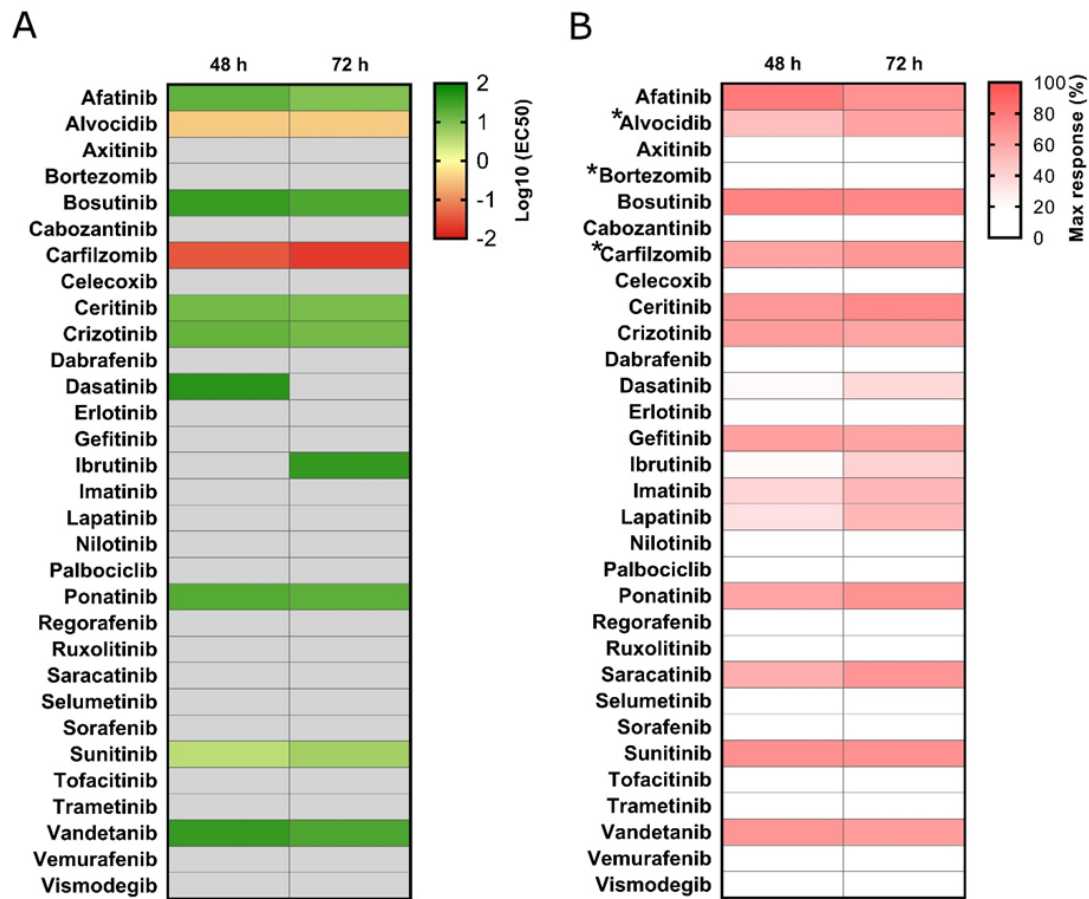 A
48 h 72 h
Afatinib
Alvocidib
Axitinib
Bortezomib
Bosutinib
Cabozantinib
Carfilzomib
Celecoxib
Ceritinib
Crizotinib
Dabrafenib
Dasatinib
Erlotinib
Gefitinib
Ibrutinib
Imatinib
Lapatinib
Nilotinib
Palbociclib
Ponatinib
Regorafenib
Ruxolitinib
Saracatinib
Selumetinib
Sorafenib
Sunitinib
Tofacitinib
Trametinib
Vandetanib
Vemurafenib
Vismodegib
2
1
0
-1
-2
Log10 (EC50)
B
48 h 72 h
Afatinib
*Alvocidib
Axitinib
*Bortezomib
Bosutinib
Cabozantinib
*Carfilzomib
Celecoxib
Ceritinib
Crizotinib
Dabrafenib
Dasatinib
Erlotinib
Gefitinib
Ibrutinib
Imatinib
Lapatinib
Nilotinib
Palbociclib
Ponatinib
Regorafenib
Ruxolitinib
Saracatinib
Selumetinib
Sorafenib
Sunitinib
Tofacitinib
Trametinib
Vandetanib
Vemurafenib
Vismodegib
100
80
60
40
20
0
Max response (%)